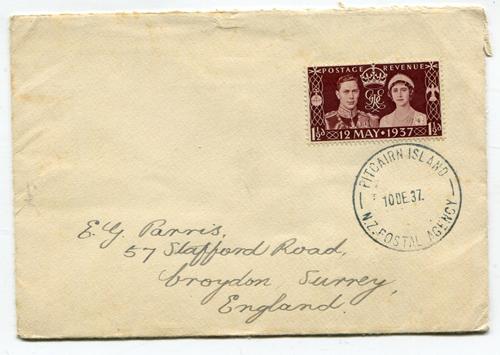 POSTAGE REVENUE
GRE
1½D 12 MAY · 1937 1½D
PITCAIRN ISLAND
10 DE 37.
N.Z. POSTAL AGENCY
E. G. Parris,
57 Stafford Road,
Croydon Surrey,
England.